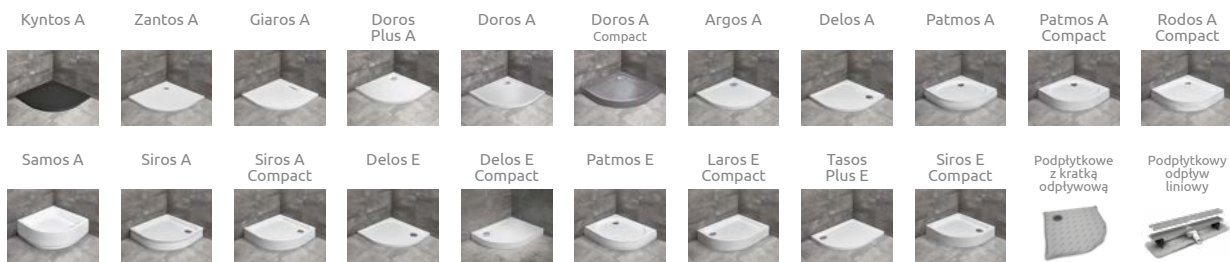 Kyntos A
Zantos A
Giaros A
Doros
Plus A
Doros A
Doros A
Compact
Argos A
Delos A
Patmos A
Patmos A
Compact
Rodos A
Compact
Samos A
Siros A
Siros A
Compact
Delos E
Delos E
Compact
Patmos E
Laros E
Compact
Tasos
Plus E
Siros E
Compact
Podpłytkowe
z kratką
odpływową
Podpłytkowy
odpływ
liniowy